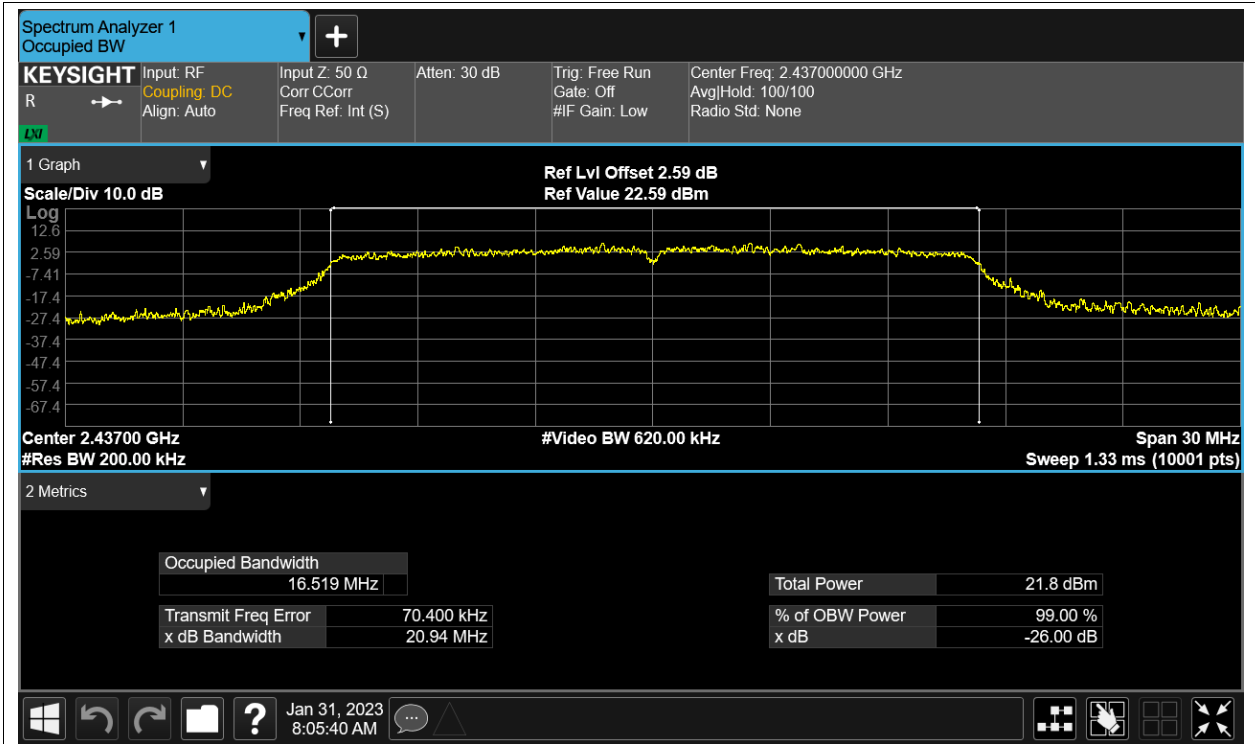 Spectrum Analyzer 1
Occupied BW
▼
+
KEYSIGHT
R
LXI
Input: RF
Coupling: DC
Align: Auto
Input Z: 50 Ω
Corr CCorr
Freq Ref: Int (S)
Atten: 30 dB
Trig: Free Run
Gate: Off
#IF Gain: Low
Center Freq: 2.437000000 GHz
Avg|Hold: 100/100
Radio Std: None
1 Graph ▼
Scale/Div 10.0 dB
Ref Lvl Offset 2.59 dB
Ref Value 22.59 dBm
Log
12.6
2.59
-7.41
-17.4
-27.4
-37.4
-47.4
-57.4
-67.4
Center 2.43700 GHz
#Res BW 200.00 kHz
#Video BW 620.00 kHz
Span 30 MHz
Sweep 1.33 ms (10001 pts)
2 Metrics ▼
Occupied Bandwidth
16.519 MHz
Transmit Freq Error 70.400 kHz
x dB Bandwidth 20.94 MHz
Total Power 21.8 dBm
% of OBW Power 99.00 %
x dB -26.00 dB
?
Jan 31, 2023
8:05:40 AM